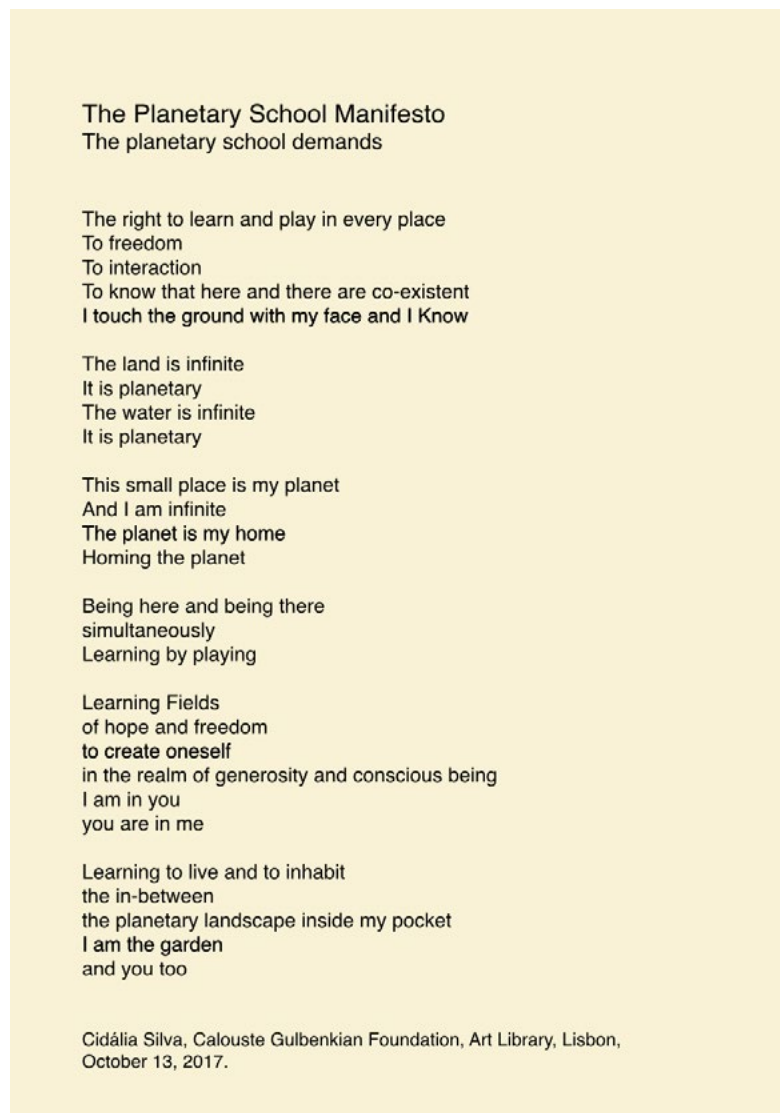 The Planetary School Manifesto
The planetary school demands
The right to learn and play in every place
To freedom
To interaction
To know that here and there are co-existent
I touch the ground with my face and I Know
The land is infinite
It is planetary
The water is infinite
It is planetary
This small place is my planet
And I am infinite
The planet is my home
Homing the planet
Being here and being there
simultaneously
Learning by playing
Learning Fields
of hope and freedom
to create oneself
in the realm of generosity and conscious being
I am in you
you are in me
Learning to live and to inhabit
the in-between
the planetary landscape inside my pocket
I am the garden
and you too
Cidália Silva, Calouste Gulbenkian Foundation, Art Library, Lisbon,
October 13, 2017.